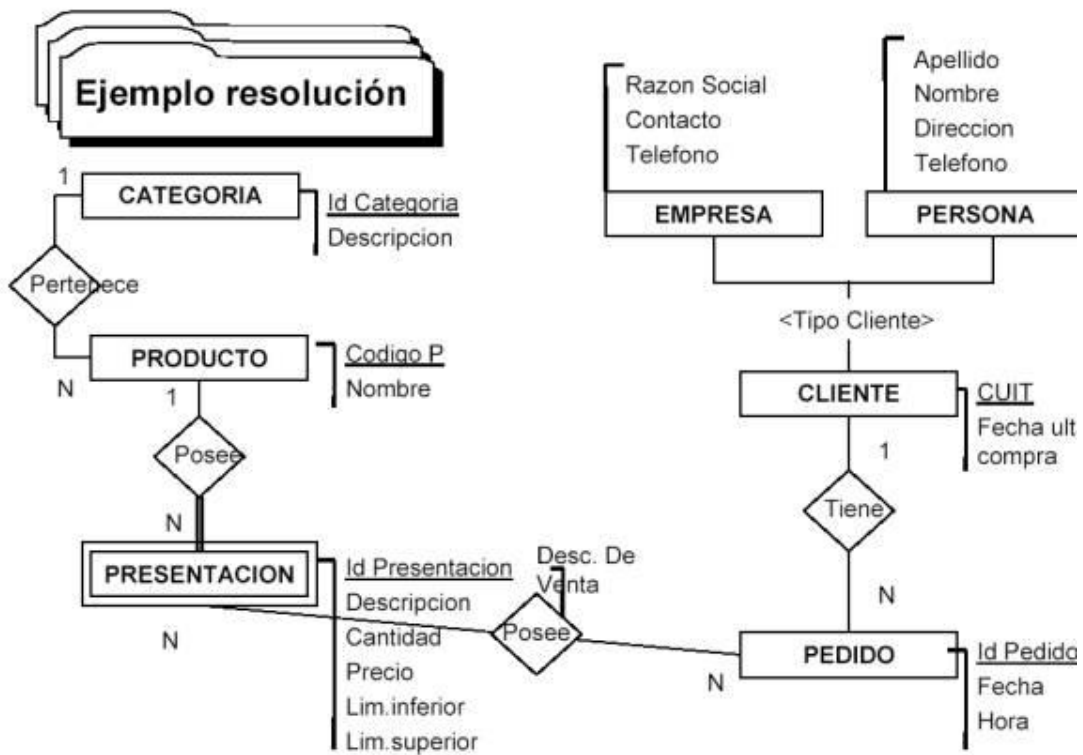 Ejemplo resolución
Razon Social
Contacto
Telefono
EMPRESA
Apellido
Nombre
Direccion
Telefono
PERSONA
1
CATEGORIA
Id Categoria
Descripcion
Pertenece
<Tipo Cliente>
N
PRODUCTO
Codigo P
Nombre
1
Posee
N
CLIENTE
CUIT
Fecha ult
compra
1
Tiene
N
PRESENTACION
Id Presentacion
Descripcion
Cantidad
Precio
Lim.inferior
Lim.superior
N
Desc. De
Venta
Posee
N
PEDIDO
Id Pedido
Fecha
Hora